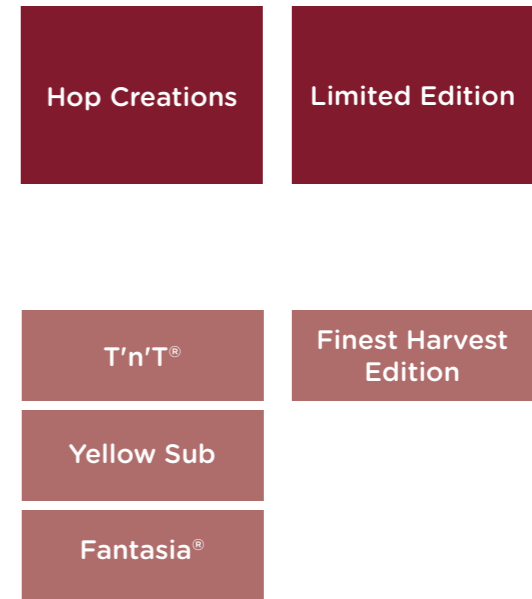 Hop Creations
Limited Edition
T'n'T®
Finest Harvest
Edition
Yellow Sub
Fantasia®